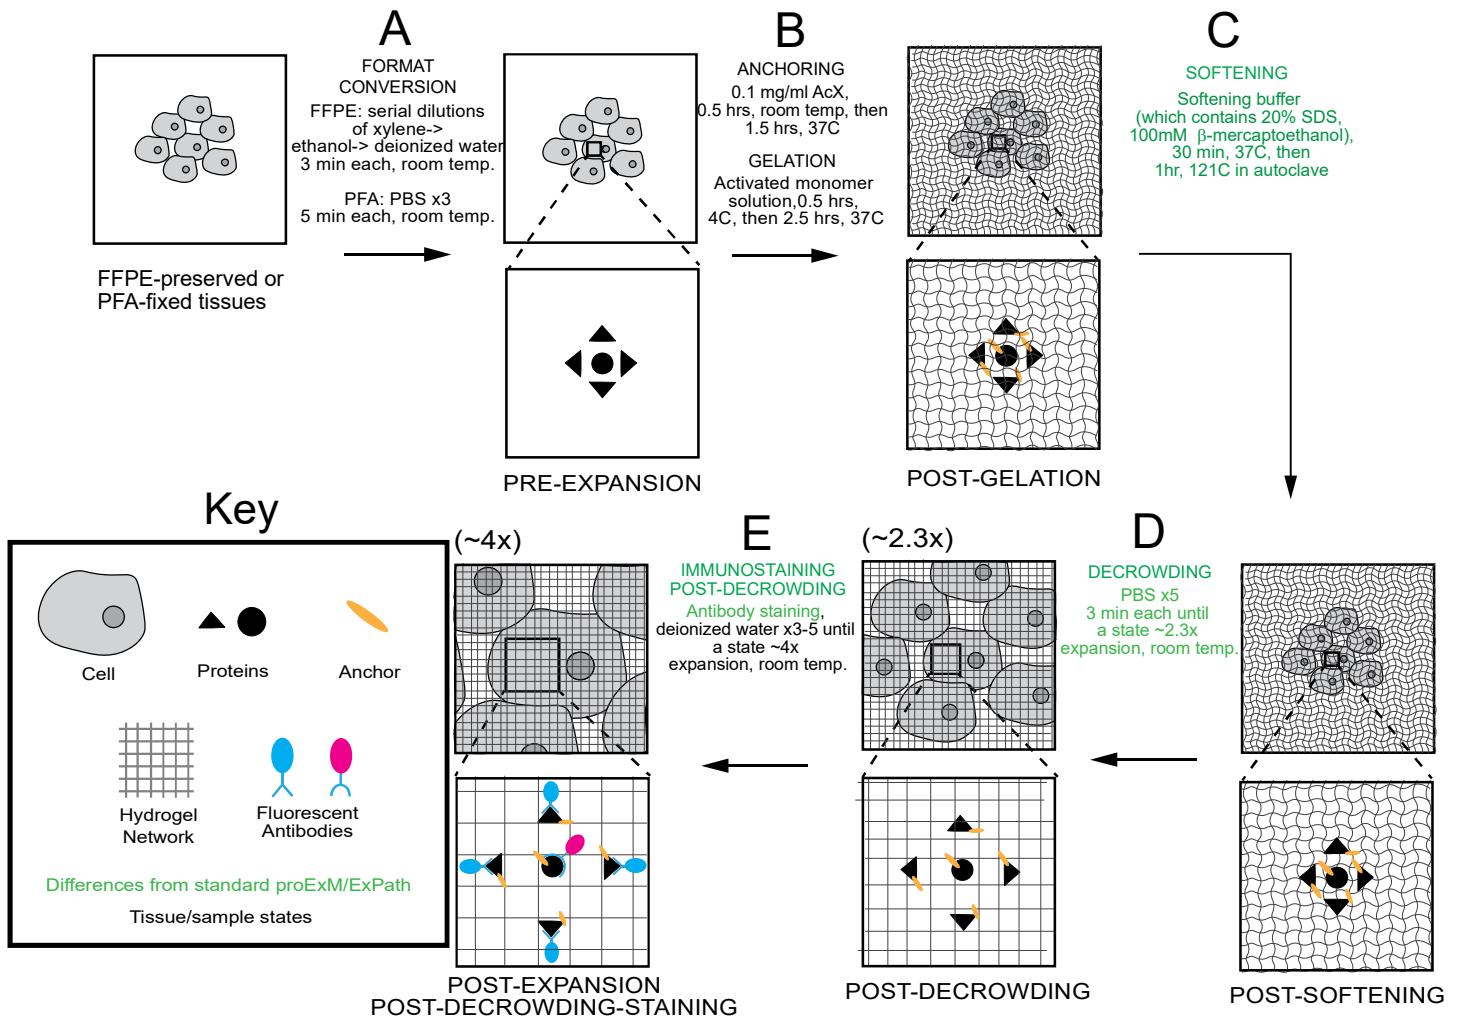 A
FORMAT
CONVERSION
FFPE: serial dilutions
of xylene->
ethanol-> deionized water
3 min each, room temp.
PFA: PBS x3
5 min each, room temp.
FFPE-preserved or
PFA-fixed tissues
PRE-EXPANSION
B
ANCHORING
0.1 mg/ml AcX,
0.5 hrs, room temp, then
1.5 hrs, 37C
GELATION
Activated monomer
solution,0.5 hrs,
4C, then 2.5 hrs, 37C
POST-GELATION
C
SOFTENING
Softening buffer
(which contains 20% SDS,
100mM β-mercaptoethanol),
30 min, 37C, then
1hr, 121C in autoclave
D
DECROWDING
PBS x5
3 min each until
a state ~2.3x
expansion, room temp.
POST-SOFTENING
(~2.3x)
POST-DECROWDING
E
IMMUNOSTAINING
POST-DECROWDING
Antibody staining,
deionized water x3-5 until
a state ~4x
expansion, room temp.
(~4x)
POST-EXPANSION
POST-DECROWDING-STAINING
Key
Cell
Proteins
Anchor
Hydrogel
Network
Fluorescent
Antibodies
Differences from standard proExM/ExPath
Tissue/sample states